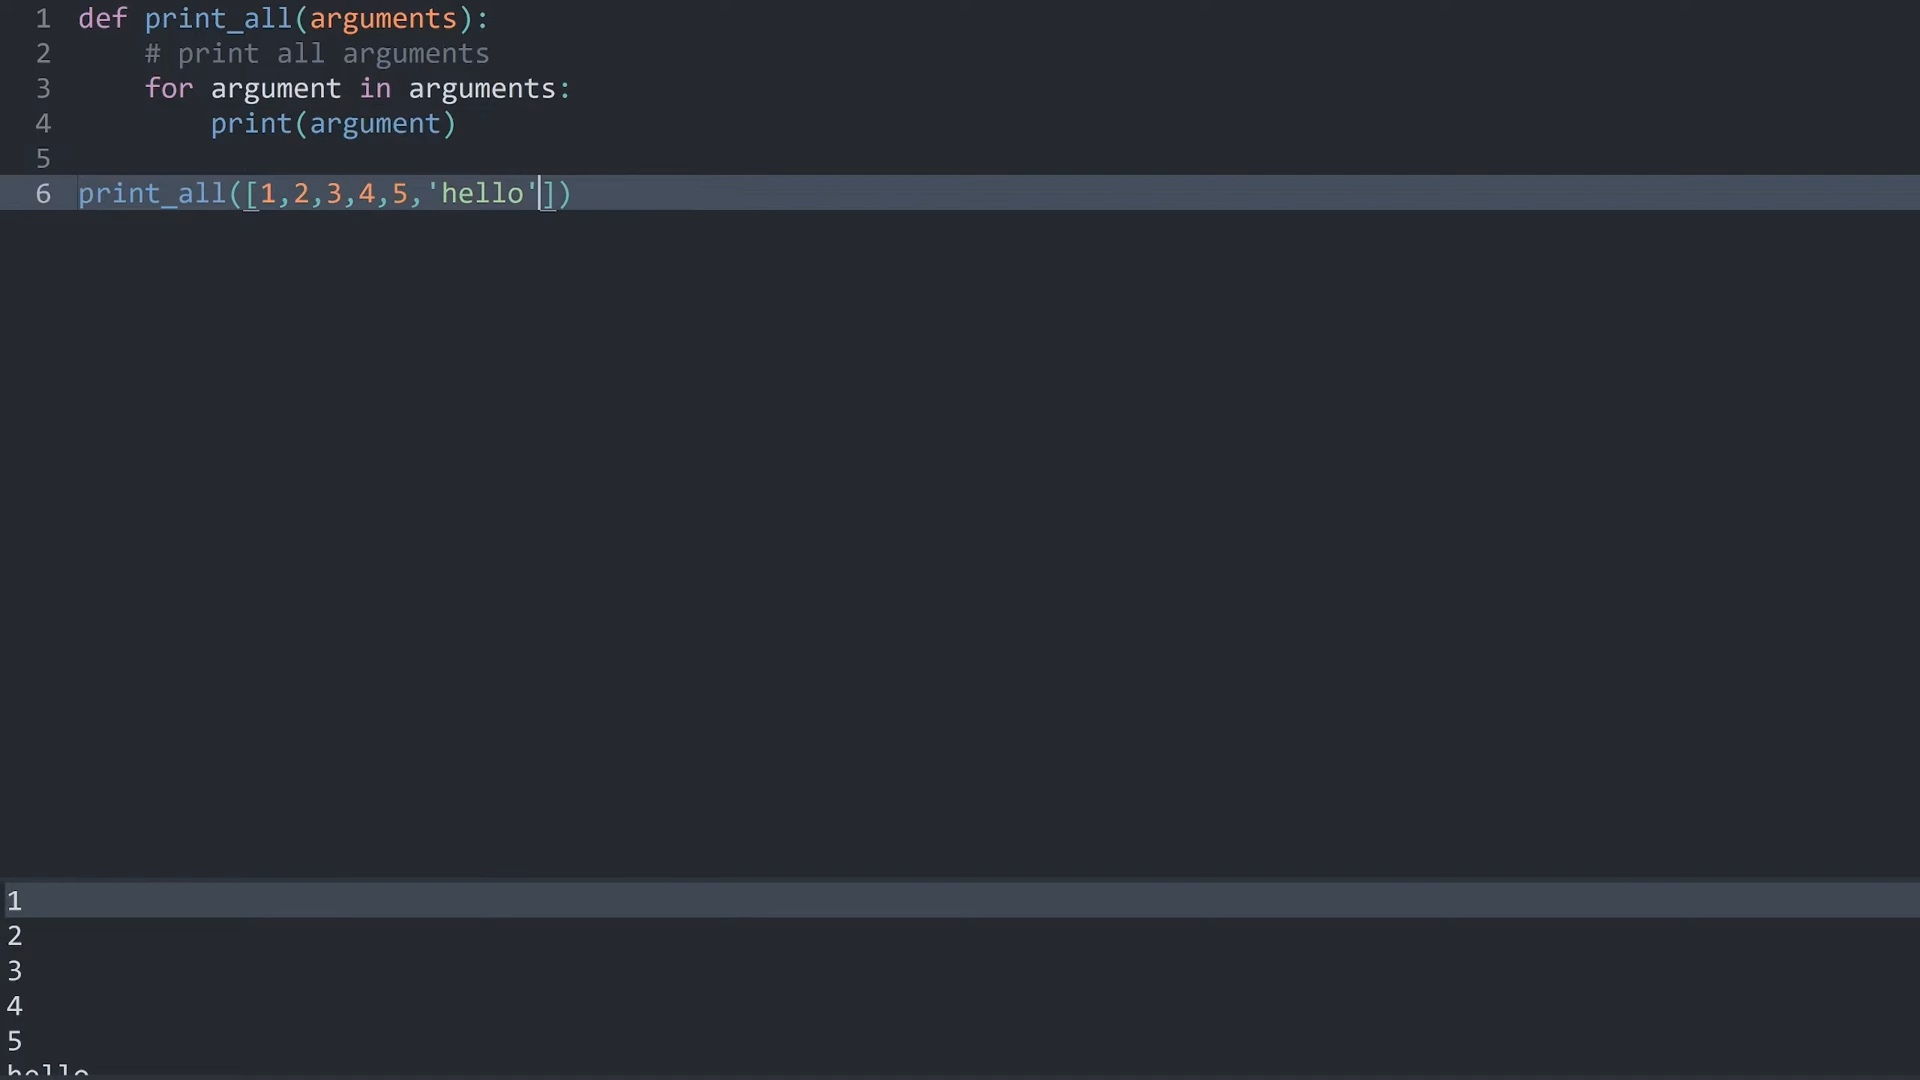 1 def print_all(arguments):
2     # print all arguments
3     for argument in arguments:
4         print(argument)
5
6 print_all([1,2,3,4,5,'hello'])
1
2
3
4
5
hello